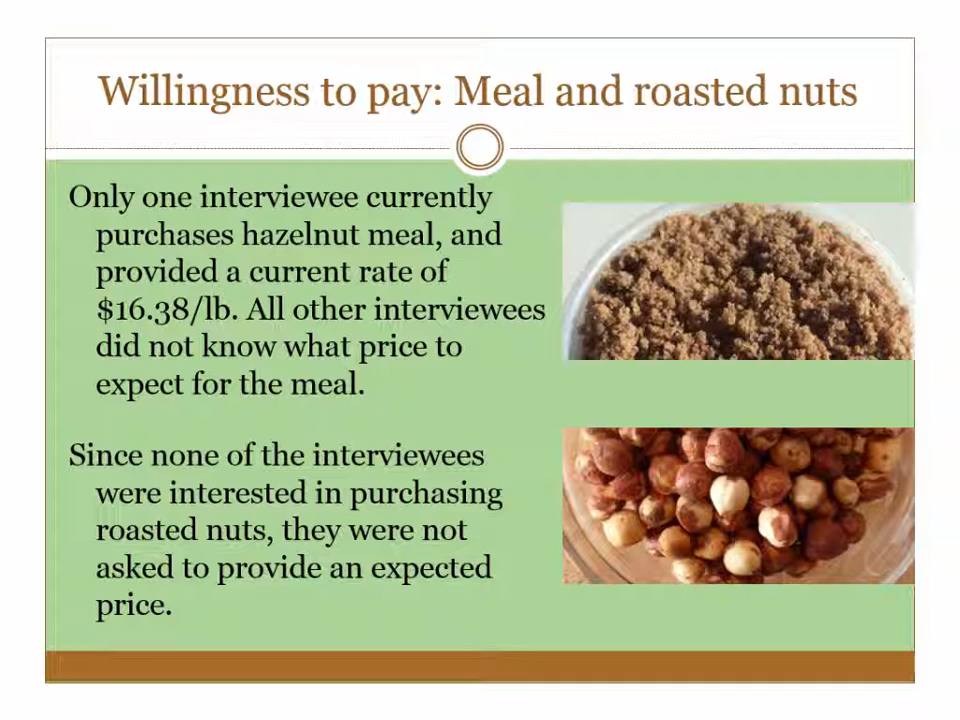 Willingness to pay: Meal and roasted nuts
Only one interviewee currently
purchases hazelnut meal, and
provided a current rate of
$16.38/lb. All other interviewees
did not know what price to
expect for the meal.
Since none of the interviewees
were interested in purchasing
roasted nuts, they were not
asked to provide an expected
price.